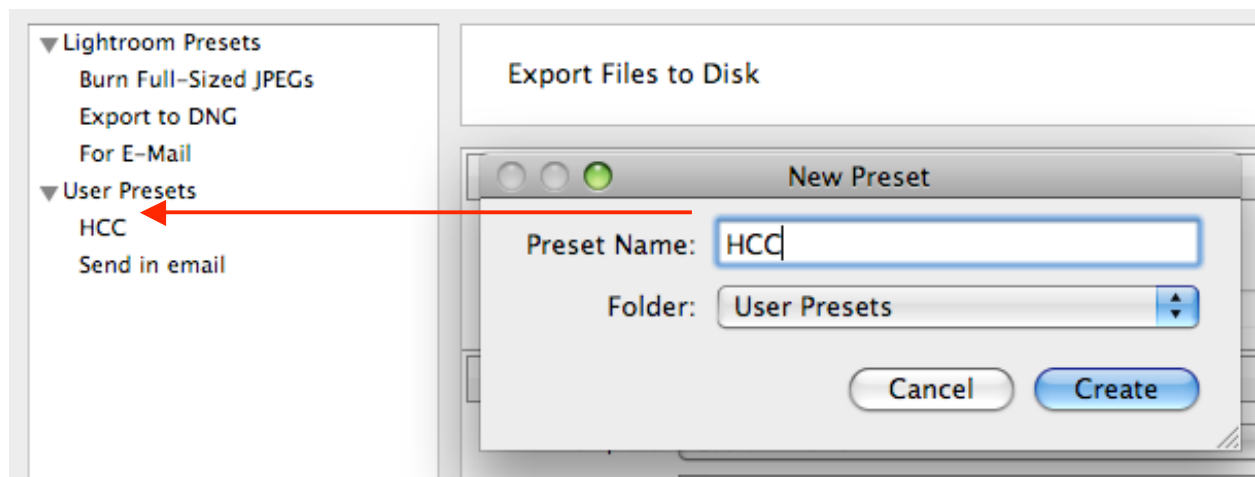 Lightroom Presets
Burn Full-Sized JPEGs
Export to DNG
For E-Mail
User Presets
HCC
Send in email
Export Files to Disk
New Preset
Preset Name: HCC
Folder: User Presets
Cancel Create